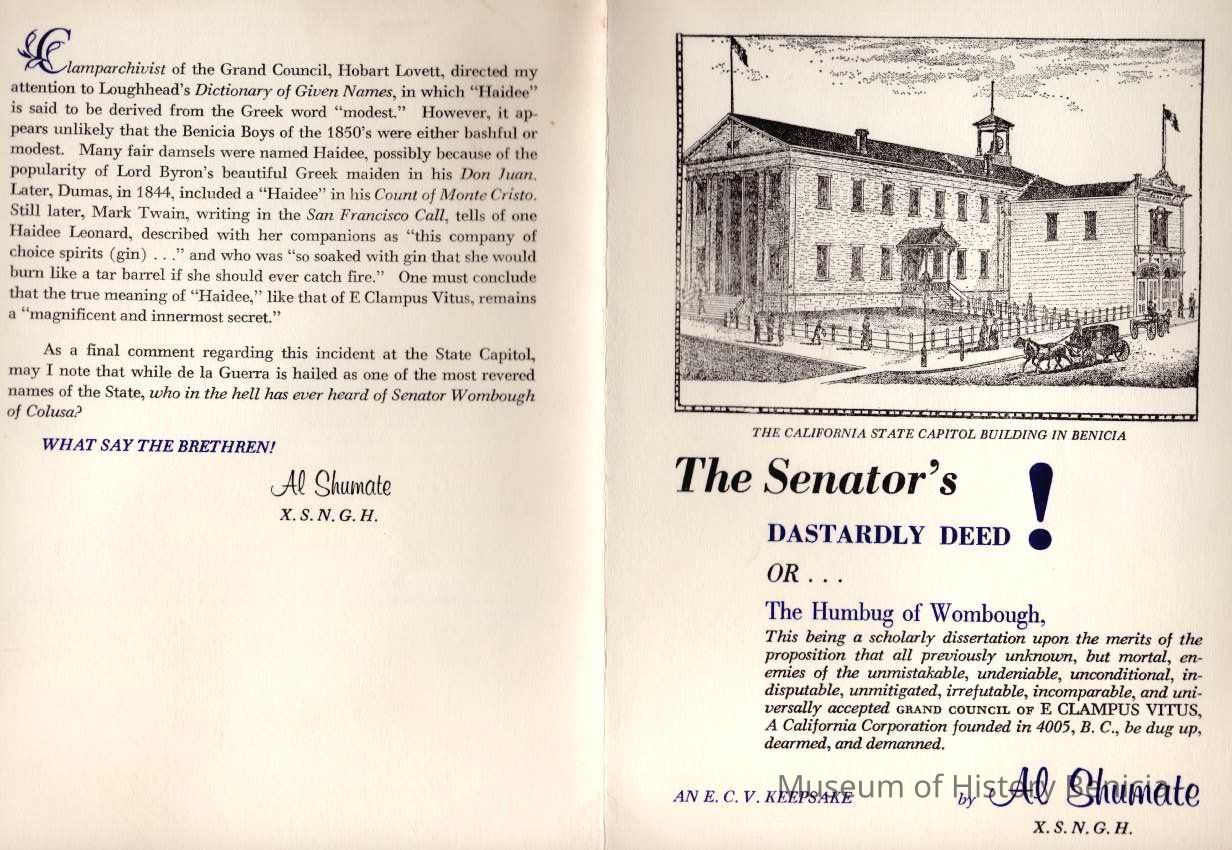 Clamparchivist of the Grand Council, Hobart Lovett, directed my
attention to Loughhead's Dictionary of Given Names, in which "Haidee"
is said to be derived from the Greek word "modest." However, it ap-
pears unlikely that the Benicia Boys of the 1850's were either bashful or
modest. Many fair damsels were named Haidee, possibly because of the
popularity of Lord Byron's beautiful Greek maiden in his Don Juan.
Later, Dumas, in 1844, included a "Haidee" in his Count of Monte Cristo.
Still later, Mark Twain, writing in the San Francisco Call, tells of one
Haidee Leonard, described with her companions as "this company of
choice spirits (gin) . . ." and who was "so soaked with gin that she would
burn like a tar barrel if she should ever catch fire." One must conclude
that the true meaning of "Haidee," like that of E Clampus Vitus, remains
a "magnificent and innermost secret."
As a final comment regarding this incident at the State Capitol,
may I note that while de la Guerra is hailed as one of the most revered
names of the State, who in the hell has ever heard of Senator Wombough
of Colusa?
WHAT SAY THE BRETHREN!
Al Shumate
X. S. N. G. H.
THE CALIFORNIA STATE CAPITOL BUILDING IN BENICIA
The Senator's
DASTARDLY DEED !
OR . . .
The Humbug of Wombough,
This being a scholarly dissertation upon the merits of the
proposition that all previously unknown, but mortal, en-
emies of the unmistakable, undeniable, unconditional, in-
disputable, unmitigated, irrefutable, incomparable, and uni-
versally accepted GRAND COUNCIL OF E CLAMPUS VITUS,
A California Corporation founded in 4005, B. C., be dug up,
dearmed, and demanned.
Museum of History Benicia
AN E. C. V. KEEPSAKE by Al Shumate
X. S. N. G. H.